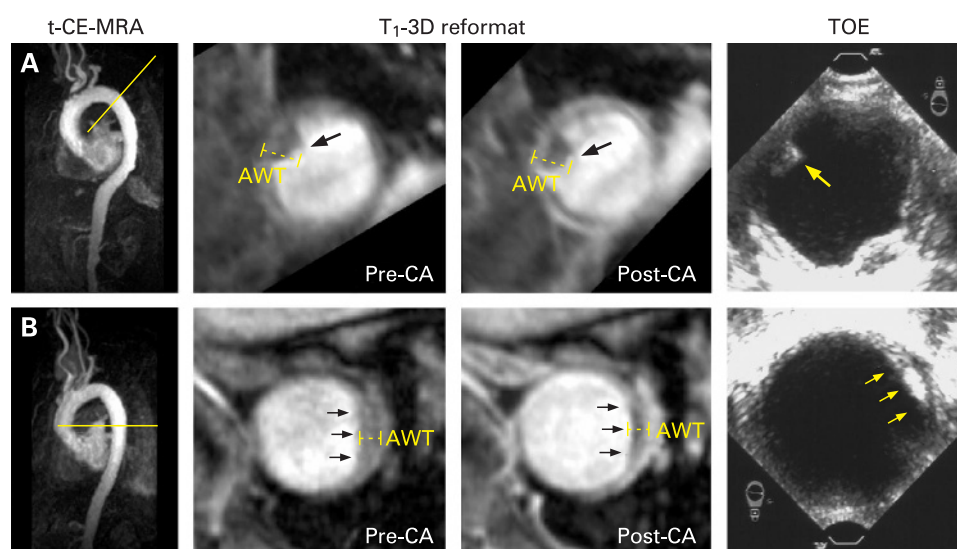 t-CE-MRA T₁-3D reformat TOE
A
AWT
Pre-CA
AWT
Post-CA
B
AWT
Pre-CA
AWT
Post-CA